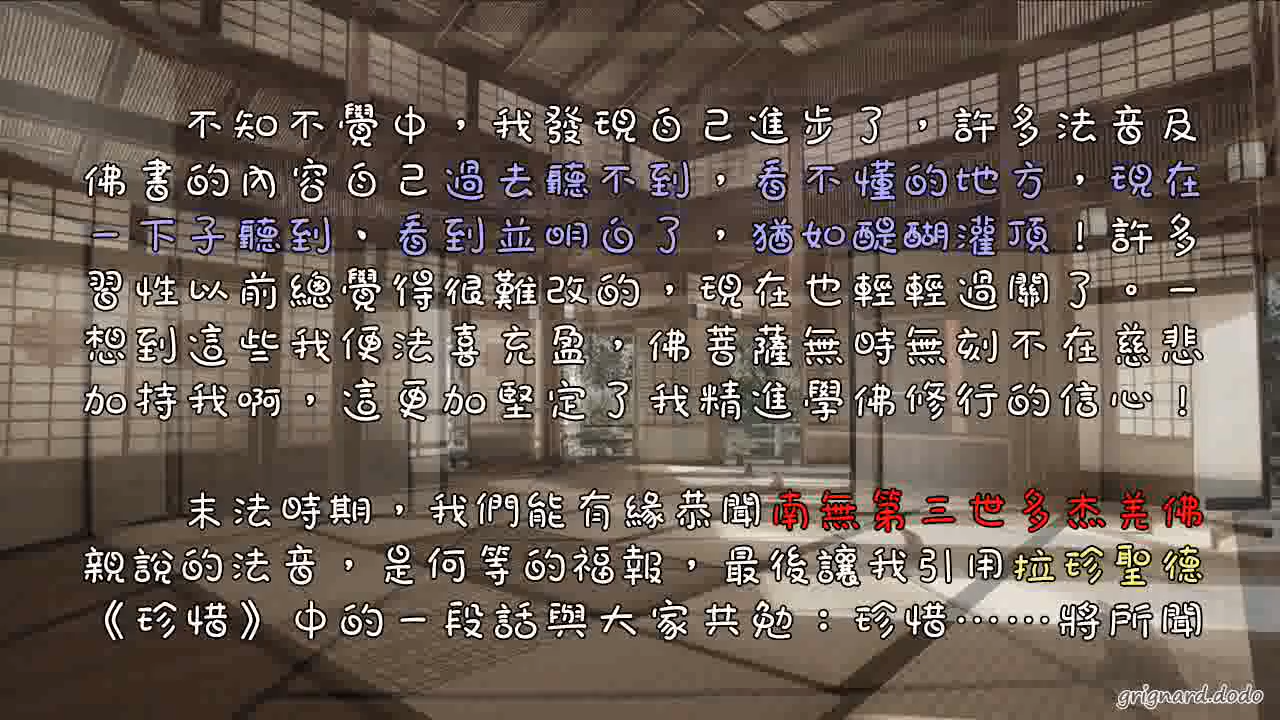 不知不覺中，我發現自己進步了，許多法音及
佛書的內容自己過去聽不到，看不懂的地方，現在
一下子聽到、看到並明白了，猶如醍醐灌頂！許多
習性以前總覺得很難改的，現在也輕輕過關了。一
想到這些我便法喜充盈，佛菩薩無時無刻不在慈悲
加持我啊，這更加堅定了我精進學佛修行的信心！
末法時期，我們能有緣恭聞南無第三世多杰羌佛
親說的法音，是何等的福報，最後讓我引用拉珍聖德
《珍惜》中的一段話與大家共勉：珍惜……將所聞
grignard.dodo